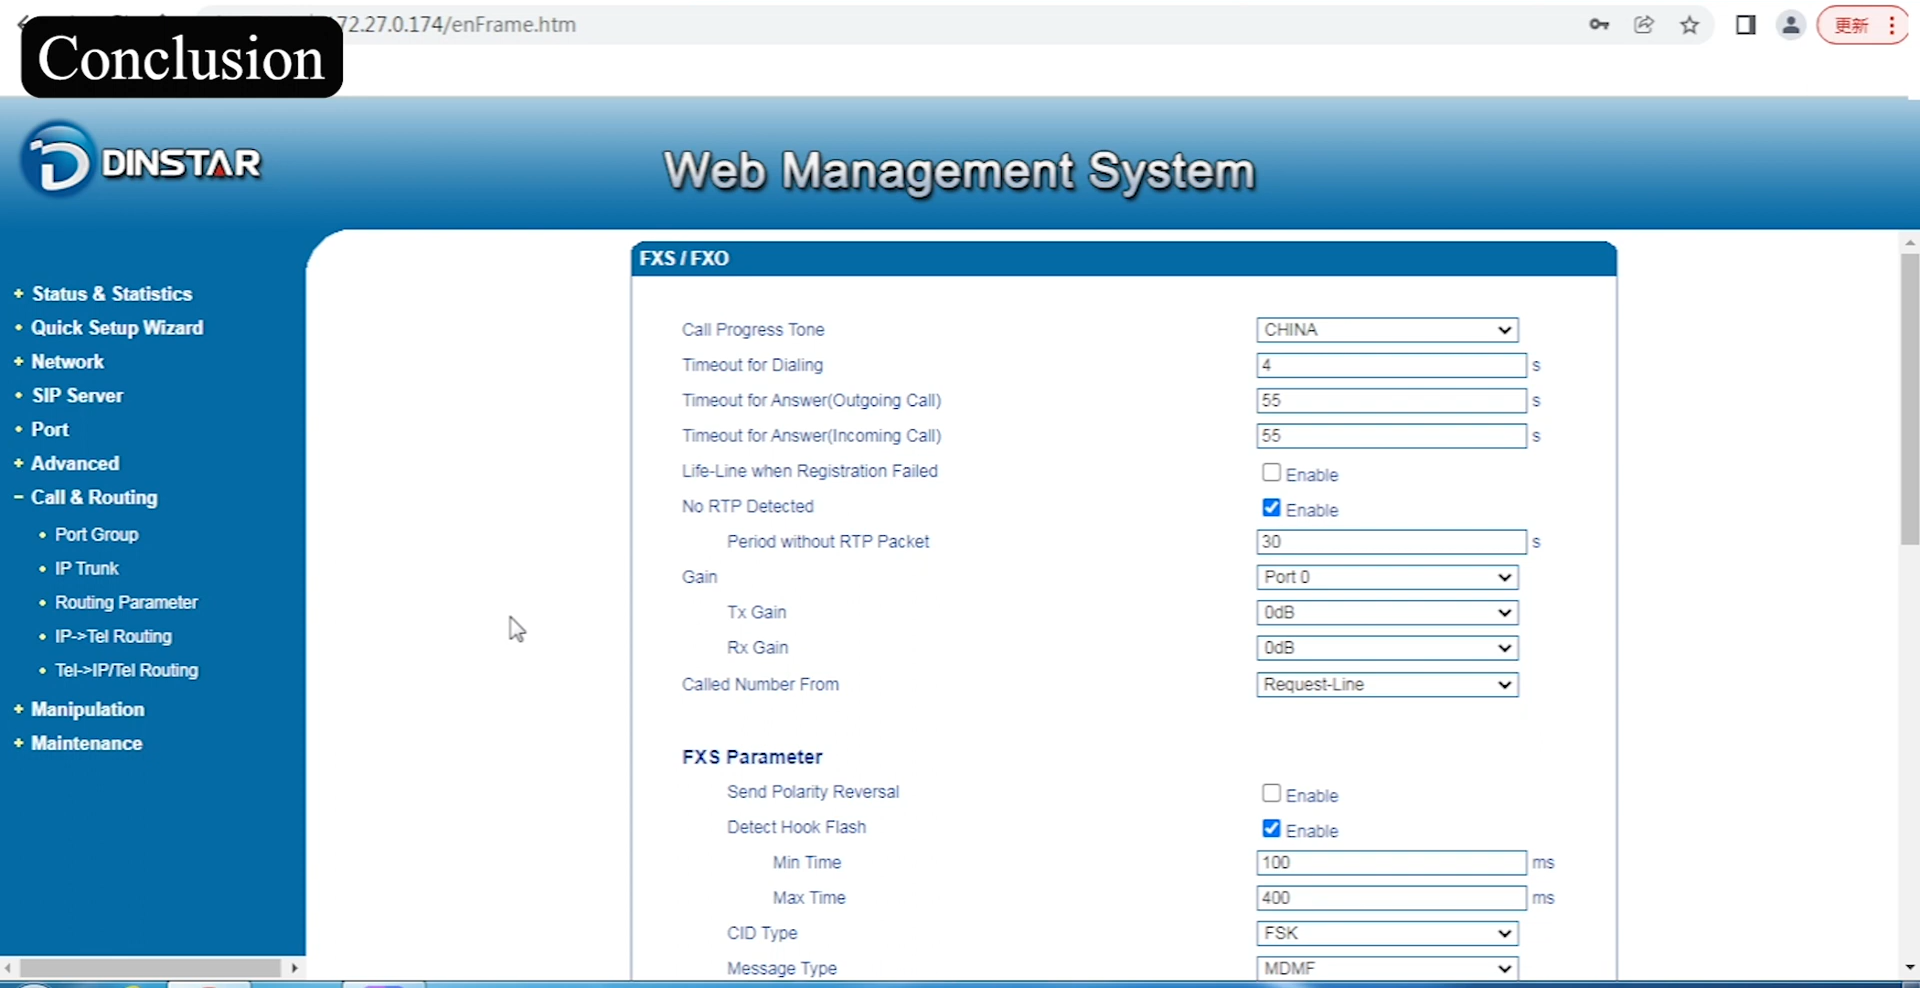 72.27.0.174/enFrame.htm
更新
Conclusion
DINSTAR
Web Management System
Status & Statistics
Quick Setup Wizard
Network
SIP Server
Port
Advanced
Call & Routing
Port Group
IP Trunk
Routing Parameter
IP->Tel Routing
Tel->IP/Tel Routing
Manipulation
Maintenance
FXS / FXO
Call Progress Tone CHINA
Timeout for Dialing 4 s
Timeout for Answer(Outgoing Call) 55 s
Timeout for Answer(Incoming Call) 55 s
Life-Line when Registration Failed Enable
No RTP Detected Enable
Period without RTP Packet 30 s
Gain Port 0
Tx Gain 0dB
Rx Gain 0dB
Called Number From Request-Line
FXS Parameter
Send Polarity Reversal Enable
Detect Hook Flash Enable
Min Time 100 ms
Max Time 400 ms
CID Type FSK
Message Type MDMF